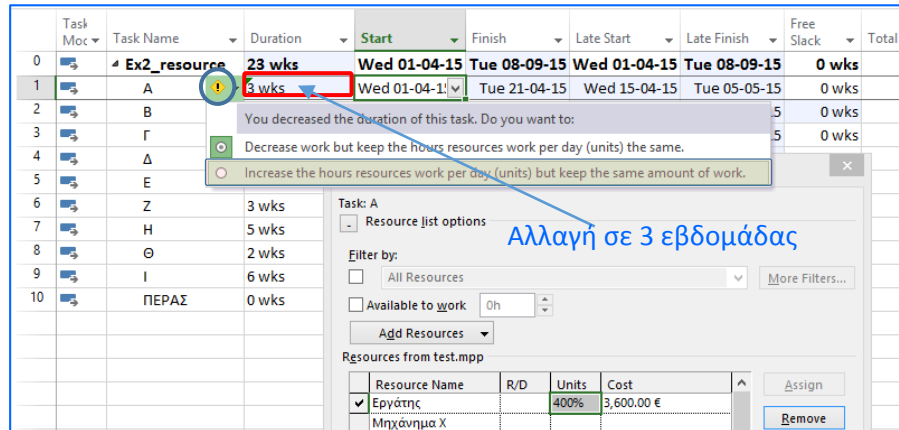 Task Mode Task Name Duration Start Finish Late Start Late Finish Free Slack Total
0 Ex2_resource 23 wks Wed 01-04-15 Tue 08-09-15 Wed 01-04-15 Tue 08-09-15 0 wks
1 Α 3 wks Wed 01-04-1 Tue 21-04-15 Wed 15-04-15 Tue 05-05-15 0 wks
2 Β 5 0 wks
You decreased the duration of this task. Do you want to:
3 Γ 5 0 wks
Decrease work but keep the hours resources work per day (units) the same.
4 Δ
5 Ε
Increase the hours resources work per day (units) but keep the same amount of work.
6 Ζ 3 wks
Task: A
7 Η 5 wks
- Resource list options
Αλλαγή σε 3 εβδομάδας
8 Θ 2 wks
Filter by:
9 Ι 6 wks
All Resources More Filters...
10 ΠΕΡΑΣ 0 wks
Available to work 0h
Add Resources
Resources from test.mpp
Resource Name R/D Units Cost Assign
Εργάτης 400% 3,600.00 €
Μηχάνημα Χ Remove